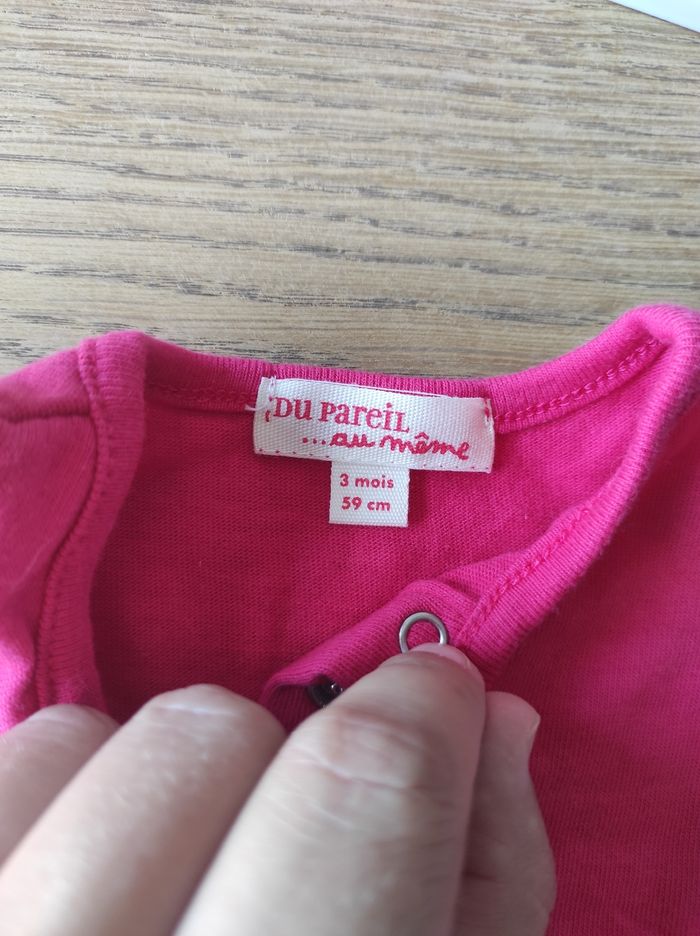 DU PAREIL
...au même
3 mois
59 cm